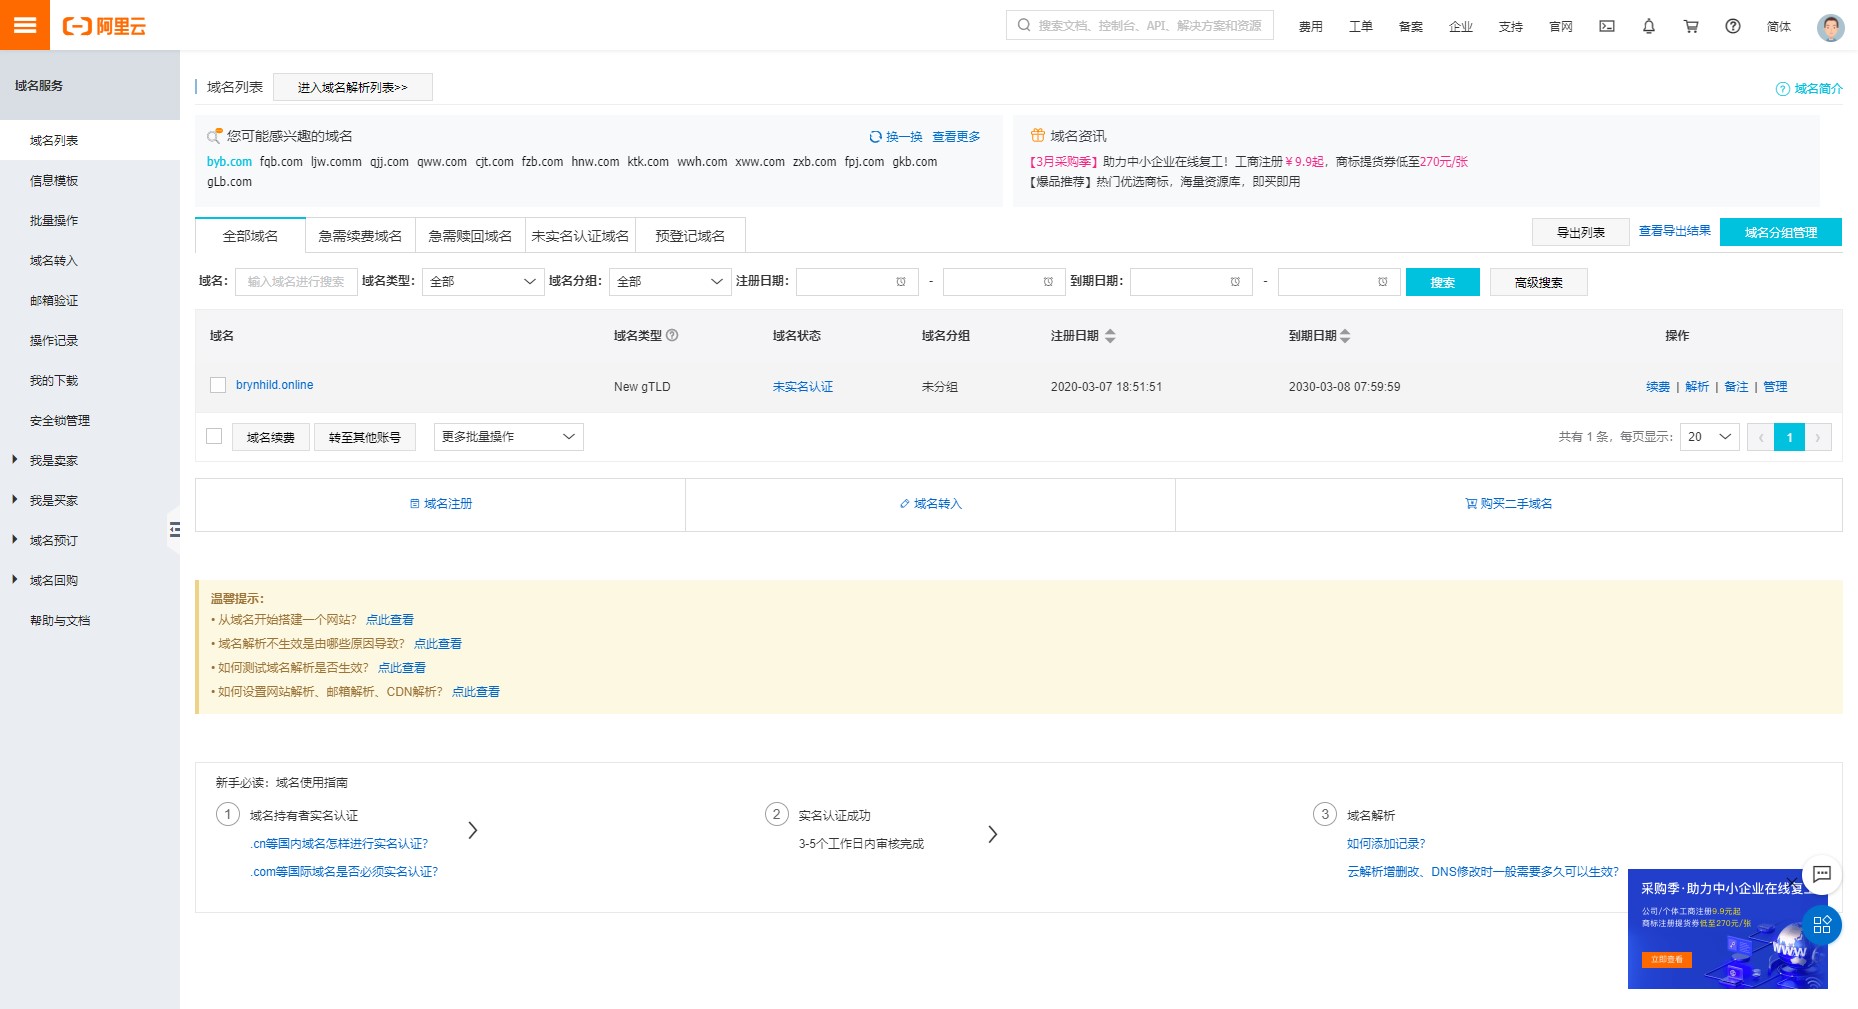 阿里云
搜索文档、控制台、API、解决方案和资源
费用 工单 备案 企业 支持 官网 简体
域名服务
域名列表
信息模板
批量操作
域名转入
邮箱验证
操作记录
我的下载
安全锁管理
我是卖家
我是买家
域名预订
域名回购
帮助与文档
域名列表 进入域名解析列表>>
域名简介
您可能感兴趣的域名 换一换 查看更多
byb.com fqb.com ljw.comm qjj.com qww.com cjt.com fzb.com hnw.com ktk.com wwh.com xww.com zxb.com fpj.com gkb.com
gLb.com
域名资讯
【3月采购季】助力中小企业在线复工！工商注册￥9.9起，商标提货券低至270元/张
【爆品推荐】热门优选商标，海量资源库，即买即用
全部域名 急需续费域名 急需赎回域名 未实名认证域名 预登记域名
导出列表 查看导出结果 域名分组管理
域名： 输入域名进行搜索 域名类型： 全部 域名分组： 全部 注册日期： - 到期日期： - 搜索 高级搜索
域名 域名类型 域名状态 域名分组 注册日期 到期日期 操作
brynhild.online New gTLD 未实名认证 未分组 2020-03-07 18:51:51 2030-03-08 07:59:59 续费 | 解析 | 备注 | 管理
域名续费 转至其他账号 更多批量操作
共有 1 条，每页显示： 20 1
域名注册 域名转入 购买二手域名
温馨提示：
• 从域名开始搭建一个网站？ 点此查看
• 域名解析不生效是由哪些原因导致？ 点此查看
• 如何测试域名解析是否生效？ 点此查看
• 如何设置网站解析、邮箱解析、CDN解析？ 点此查看
新手必读：域名使用指南
1 域名持有者实名认证
.cn等国内域名怎样进行实名认证？
.com等国际域名是否必须实名认证？
2 实名认证成功
3-5个工作日内审核完成
3 域名解析
如何添加记录？
云解析增删改、DNS修改时一般需要多久可以生效？
采购季·助力中小企业在线复工
公司/个体工商注册9.9元起
商标注册提货券低至270元/张
立即查看
WWW